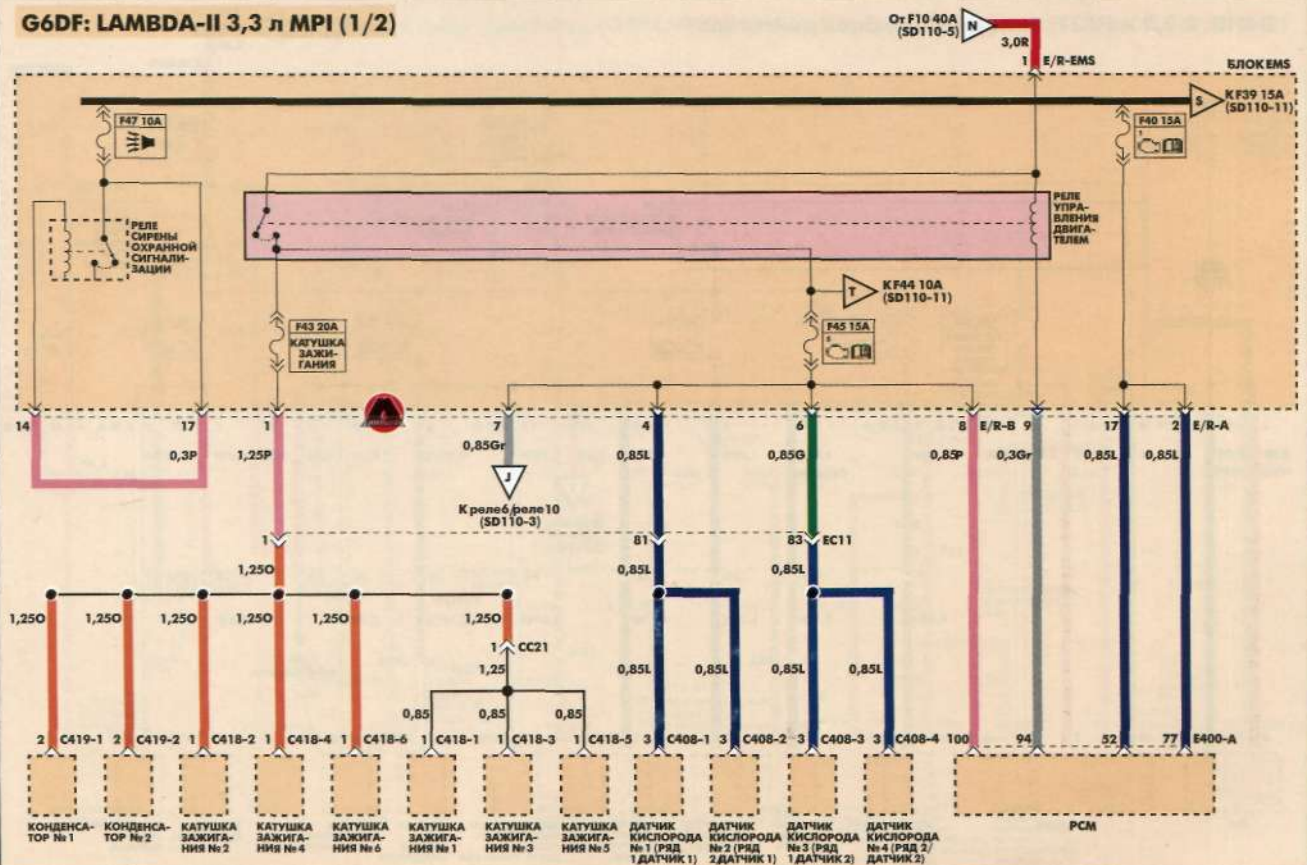 G6DF: LAMBDA-II 3,3 л MPI (1/2)
От F10 40A
(SD110-5)
N
3,0R
1 E/R-EMS
БЛОК EMS
S
К F39 15A
(SD110-11)
F47 10A
F40 15A
1
РЕЛЕ
СИРЕНЫ
ОХРАННОЙ
СИГНАЛИ-
ЗАЦИИ
РЕЛЕ
УПРА-
ВЛЕНИЯ
ДВИГА-
ТЕЛЕМ
T
К F44 10A
(SD110-11)
F43 20A
КАТУШКА
ЗАЖИ-
ГАНИЯ
F45 15A
14 17 1 7 4 6 8 E/R-B 9 17 2 E/R-A
0,3P 1,25P 0,85Gr 0,85L 0,85G 0,85P 0,3Gr 0,85L 0,85L
J
К реле6/реле10
(SD110-3)
1 81 83 EC11
1,25O 0,85L 0,85L
1,25O 1,25O 1,25O 1,25O 1,25O
1 CC21
1,25 0,85L 0,85L 0,85L 0,85L
0,85 0,85 0,85
2 C419-1 2 C419-2 1 C418-2 1 C418-4 1 C418-6 1 C418-1 1 C418-3 1 C418-5 3 C408-1 3 C408-2 3 C408-3 3 C408-4 100 94 52 77 E400-A
КОНДЕНСА-
ТОР №1
КОНДЕНСА-
ТОР №2
КАТУШКА
ЗАЖИГА-
НИЯ №2
КАТУШКА
ЗАЖИГА-
НИЯ №4
КАТУШКА
ЗАЖИГА-
НИЯ №6
КАТУШКА
ЗАЖИГА-
НИЯ №1
КАТУШКА
ЗАЖИГА-
НИЯ №3
КАТУШКА
ЗАЖИГА-
НИЯ №5
ДАТЧИК
КИСЛОРОДА
№1 (РЯД
1 ДАТЧИК 1)
ДАТЧИК
КИСЛОРОДА
№2 (РЯД
2 ДАТЧИК 1)
ДАТЧИК
КИСЛОРОДА
№3 (РЯД
1 ДАТЧИК 2)
ДАТЧИК
КИСЛОРОДА
№4 (РЯД 2/
ДАТЧИК 2)
PCM